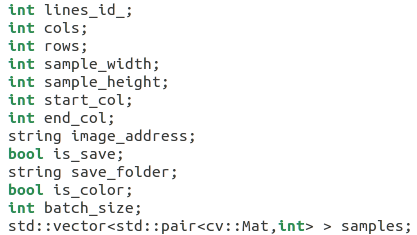 int lines_id_;
int cols;
int rows;
int sample_width;
int sample_height;
int start_col;
int end_col;
string image_address;
bool is_save;
string save_folder;
bool is_color;
int batch_size;
std::vector<std::pair<cv::Mat,int> > samples;